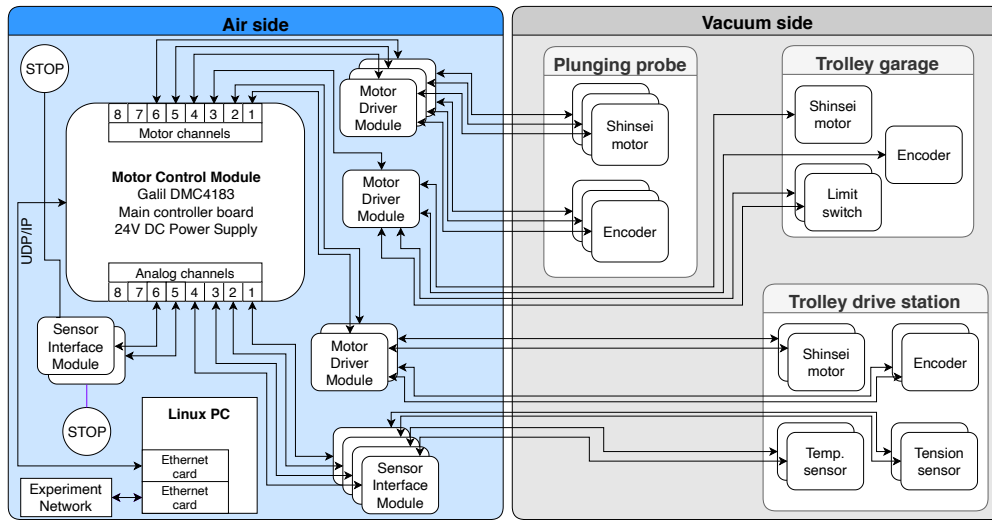 Air side
Vacuum side
STOP
8 7 6 5 4 3 2 1
Motor channels
Motor Control Module
Galil DMC4183
Main controller board
24V DC Power Supply
Analog channels
8 7 6 5 4 3 2 1
UDP/IP
Sensor
Interface
Module
STOP
Linux PC
Ethernet
card
Ethernet
card
Experiment
Network
Motor
Driver
Module
Motor
Driver
Module
Motor
Driver
Module
Sensor
Interface
Module
Plunging probe
Shinsei
motor
Encoder
Trolley garage
Shinsei
motor
Encoder
Limit
switch
Trolley drive station
Shinsei
motor
Encoder
Temp.
sensor
Tension
sensor